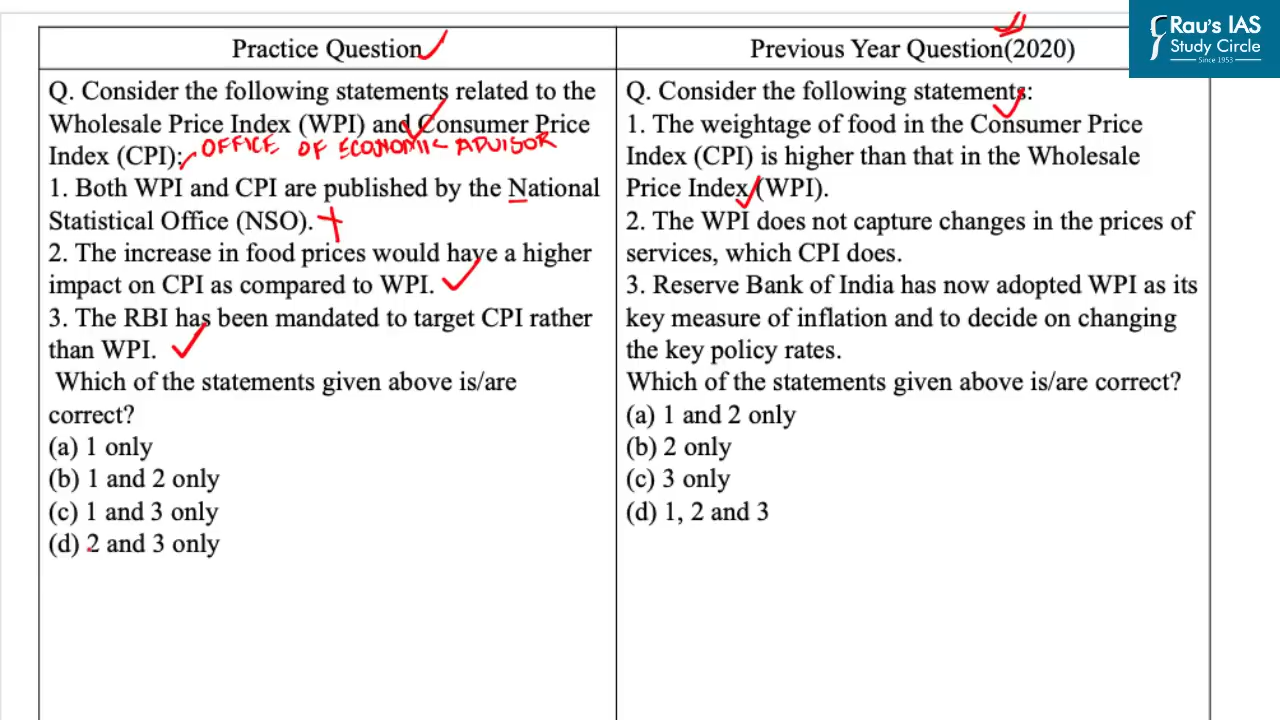 Rau's IAS
Study Circle
Since 1953
Practice Question
Q. Consider the following statements related to the
Wholesale Price Index (WPI) and Consumer Price
Index (CPI):
OFFICE OF ECONOMIC ADVISOR
1. Both WPI and CPI are published by the National
Statistical Office (NSO).
2. The increase in food prices would have a higher
impact on CPI as compared to WPI.
3. The RBI has been mandated to target CPI rather
than WPI.
Which of the statements given above is/are
correct?
(a) 1 only
(b) 1 and 2 only
(c) 1 and 3 only
(d) 2 and 3 only
Previous Year Question(2020)
Q. Consider the following statements:
1. The weightage of food in the Consumer Price
Index (CPI) is higher than that in the Wholesale
Price Index (WPI).
2. The WPI does not capture changes in the prices of
services, which CPI does.
3. Reserve Bank of India has now adopted WPI as its
key measure of inflation and to decide on changing
the key policy rates.
Which of the statements given above is/are correct?
(a) 1 and 2 only
(b) 2 only
(c) 3 only
(d) 1, 2 and 3